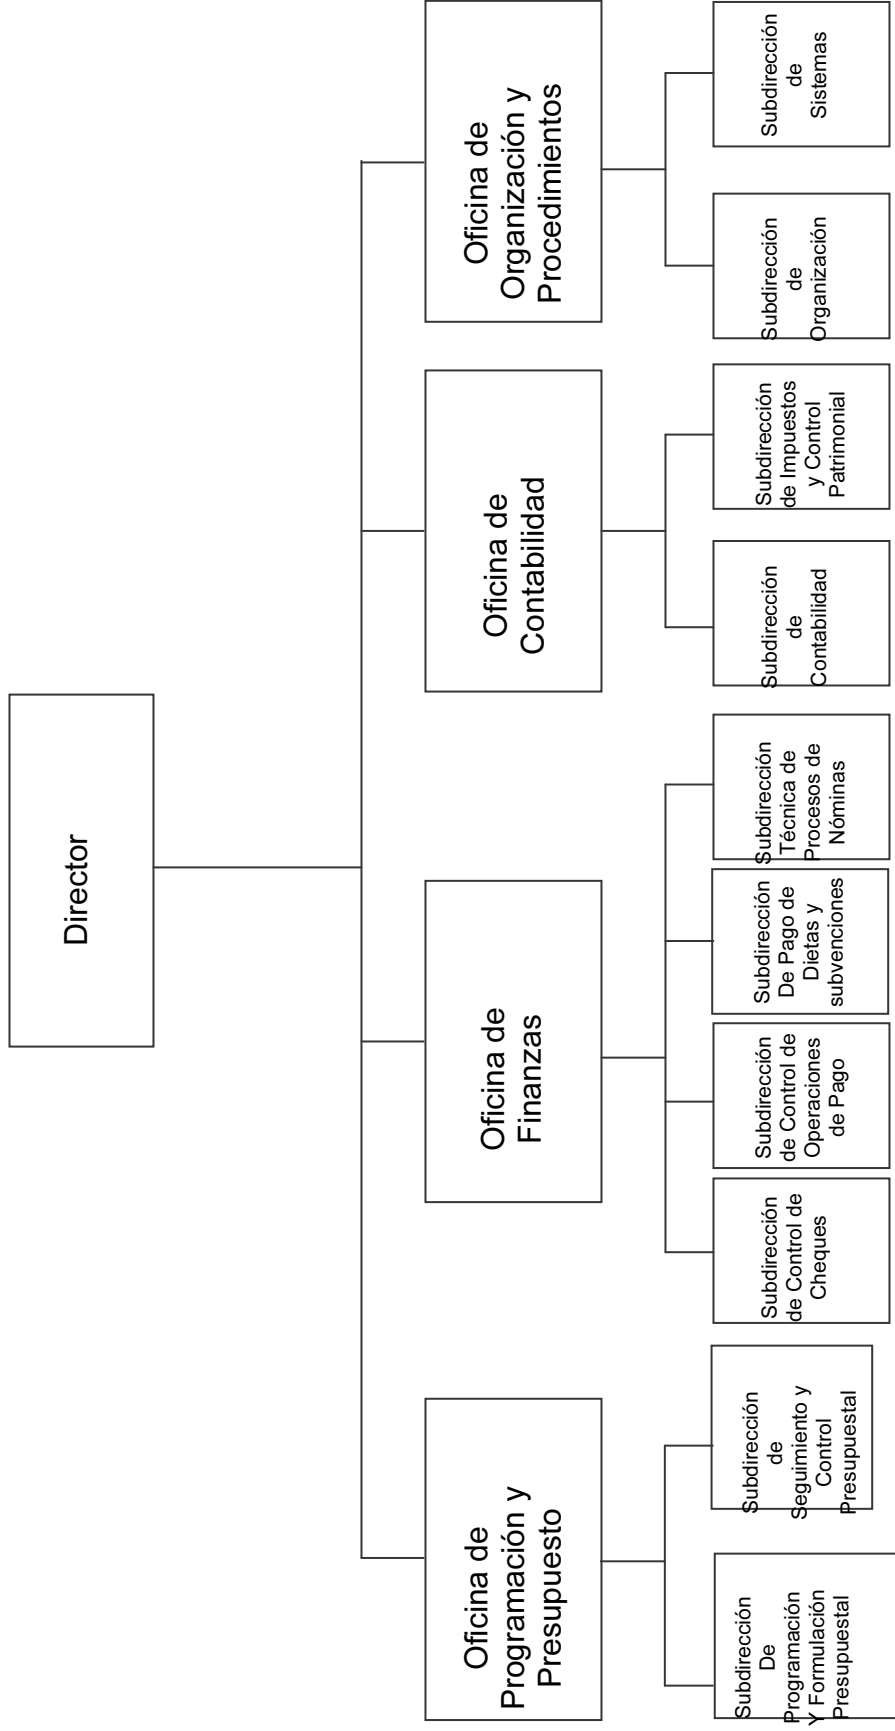 Director
Oficina de
Programación y
Presupuesto
Oficina de
Finanzas
Oficina de
Contabilidad
Oficina de
Organización y
Procedimientos
Subdirección
De
Programación
Y Formulación
Presupuestal
Subdirección
de
Seguimiento y
Control
Presupuestal
Subdirección
de Control de
Cheques
Subdirección
de Control de
Operaciones
de Pago
Subdirección
De Pago de
Dietas y
subvenciones
Subdirección
Técnica de
Procesos de
Nóminas
Subdirección
de
Contabilidad
Subdirección
de Impuestos
y Control
Patrimonial
Subdirección
de
Organización
Subdirección
de
Sistemas